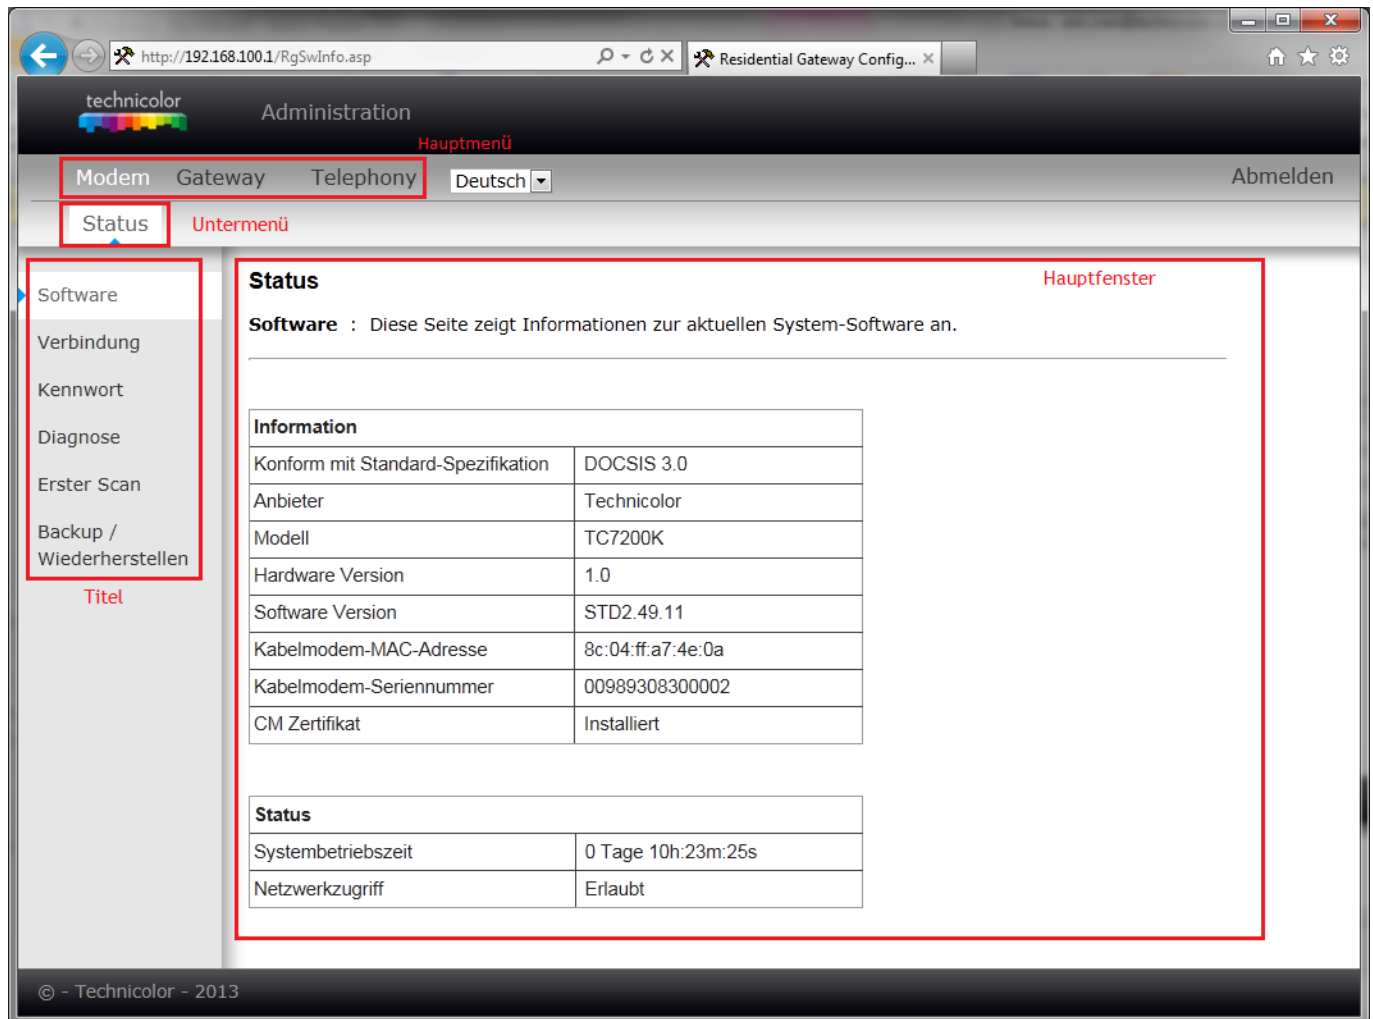 http://192.168.100.1/RgSwInfo.asp
Residential Gateway Config...
technicolor
Administration
Hauptmenü
Modem Gateway Telephony Deutsch Abmelden
Status Untermenü
Software
Verbindung
Kennwort
Diagnose
Erster Scan
Backup /
Wiederherstellen
Titel
Status Hauptfenster
Software : Diese Seite zeigt Informationen zur aktuellen System-Software an.
Information
Konform mit Standard-Spezifikation DOCSIS 3.0
Anbieter Technicolor
Modell TC7200K
Hardware Version 1.0
Software Version STD2.49.11
Kabelmodem-MAC-Adresse 8c:04:ff:a7:4e:0a
Kabelmodem-Seriennummer 00989308300002
CM Zertifikat Installiert
Status
Systembetriebszeit 0 Tage 10h:23m:25s
Netzwerkzugriff Erlaubt
© - Technicolor - 2013